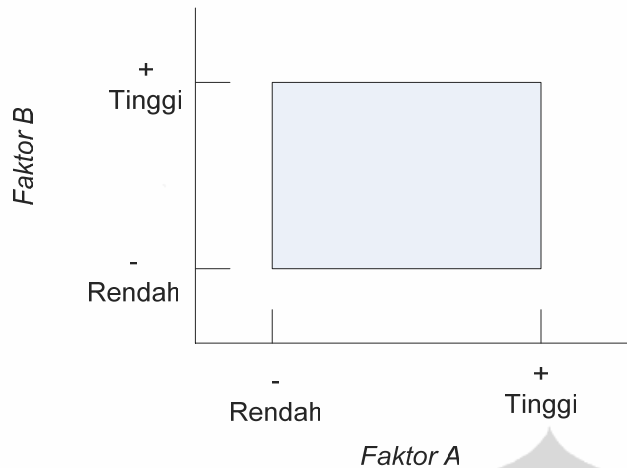 +
Tinggi
Faktor B
-
Rendah
-
Rendah
+
Tinggi
Faktor A